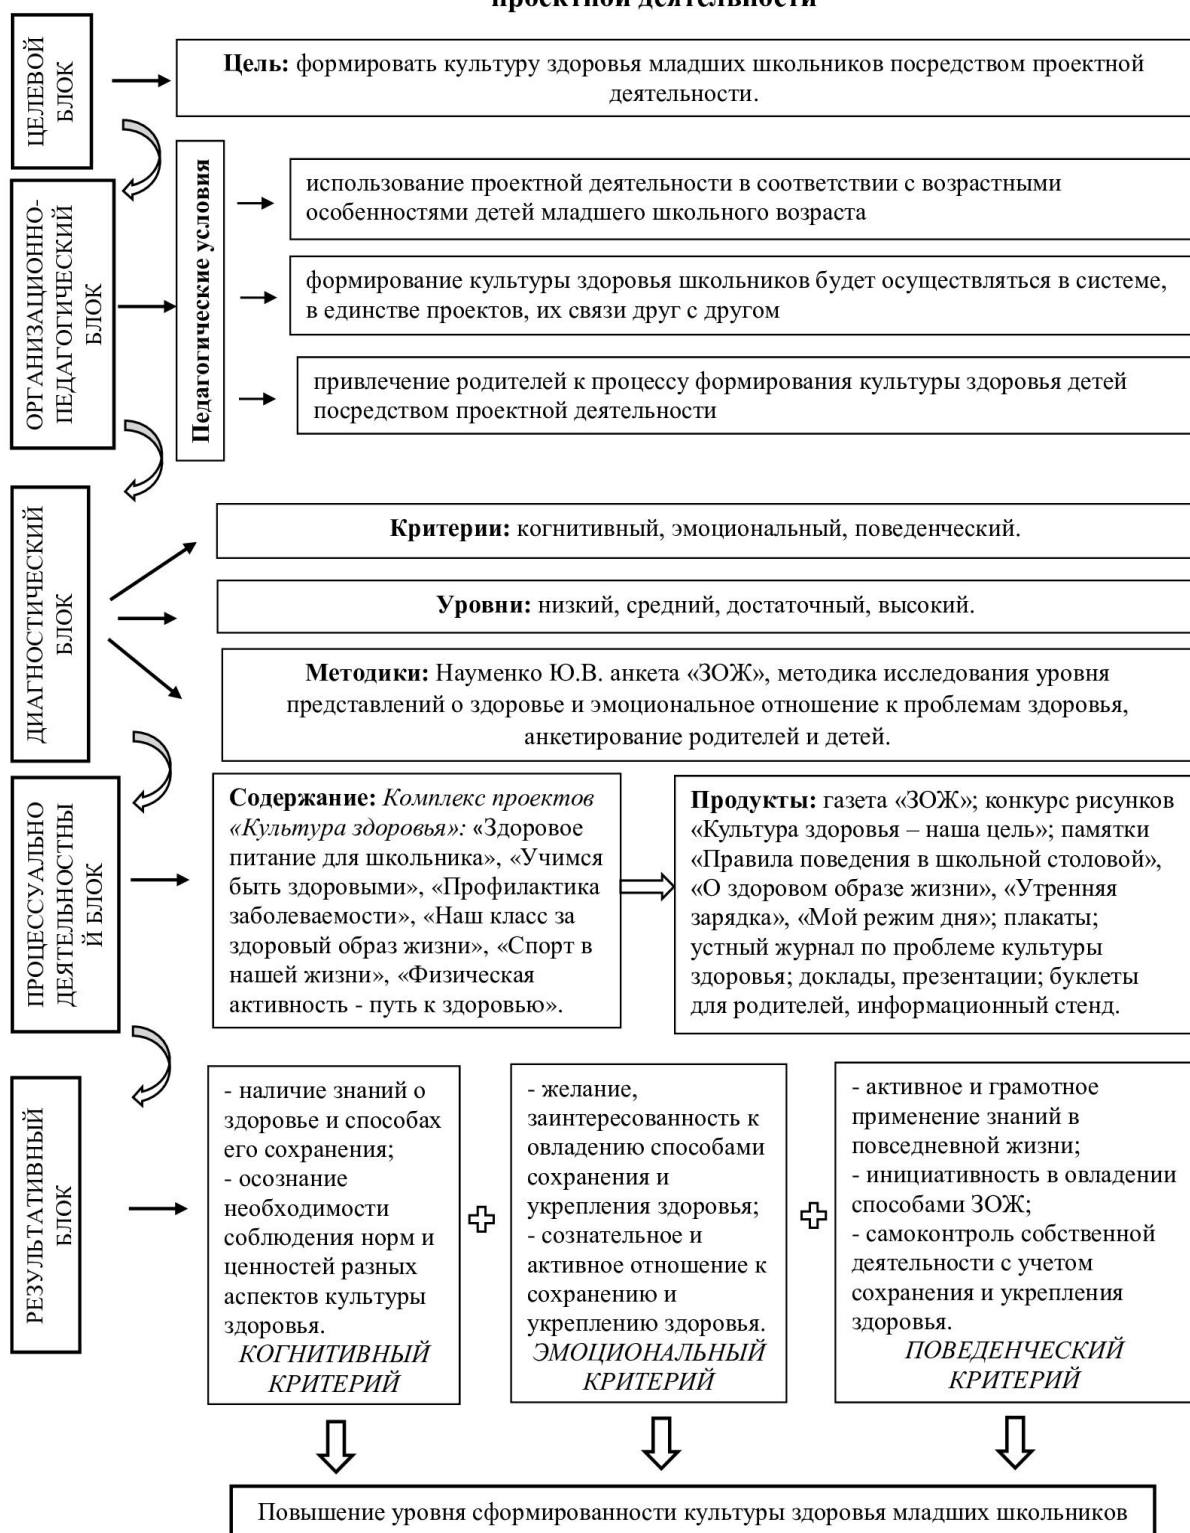 проектной деятельности
ЦЕЛЕВОЙ
БЛОК
Цель: формировать культуру здоровья младших школьников посредством проектной
деятельности.
ОРГАНИЗАЦИОННО-
ПЕДАГОГИЧЕСКИЙ
БЛОК
Педагогические условия
использование проектной деятельности в соответствии с возрастными
особенностями детей младшего школьного возраста
формирование культуры здоровья школьников будет осуществляться в системе,
в единстве проектов, их связи друг с другом
привлечение родителей к процессу формирования культуры здоровья детей
посредством проектной деятельности
ДИАГНОСТИЧЕСКИЙ
БЛОК
Критерии: когнитивный, эмоциональный, поведенческий.
Уровни: низкий, средний, достаточный, высокий.
Методики: Науменко Ю.В. анкета «ЗОЖ», методика исследования уровня
представлений о здоровье и эмоциональное отношение к проблемам здоровья,
анкетирование родителей и детей.
ПРОЦЕССУАЛЬНО
ДЕЯТЕЛЬНОСТНЫ
Й БЛОК
Содержание: Комплекс проектов
«Культура здоровья»: «Здоровое
питание для школьника», «Учимся
быть здоровыми», «Профилактика
заболеваемости», «Наш класс за
здоровый образ жизни», «Спорт в
нашей жизни», «Физическая
активность - путь к здоровью».
Продукты: газета «ЗОЖ»; конкурс рисунков
«Культура здоровья – наша цель»; памятки
«Правила поведения в школьной столовой»,
«О здоровом образе жизни», «Утренняя
зарядка», «Мой режим дня»; плакаты;
устный журнал по проблеме культуры
здоровья; доклады, презентации; буклеты
для родителей, информационный стенд.
РЕЗУЛЬТАТИВНЫЙ
БЛОК
- наличие знаний о
здоровье и способах
его сохранения;
- осознание
необходимости
соблюдения норм и
ценностей разных
аспектов культуры
здоровья.
КОГНИТИВНЫЙ
КРИТЕРИЙ
- желание,
заинтересованность к
овладению способами
сохранения и
укрепления здоровья;
- сознательное и
активное отношение к
сохранению и
укреплению здоровья.
ЭМОЦИОНАЛЬНЫЙ
КРИТЕРИЙ
- активное и грамотное
применение знаний в
повседневной жизни;
- инициативность в овладении
способами ЗОЖ;
- самоконтроль собственной
деятельности с учетом
сохранения и укрепления
здоровья.
ПОВЕДЕНЧЕСКИЙ
КРИТЕРИЙ
Повышение уровня сформированности культуры здоровья младших школьников